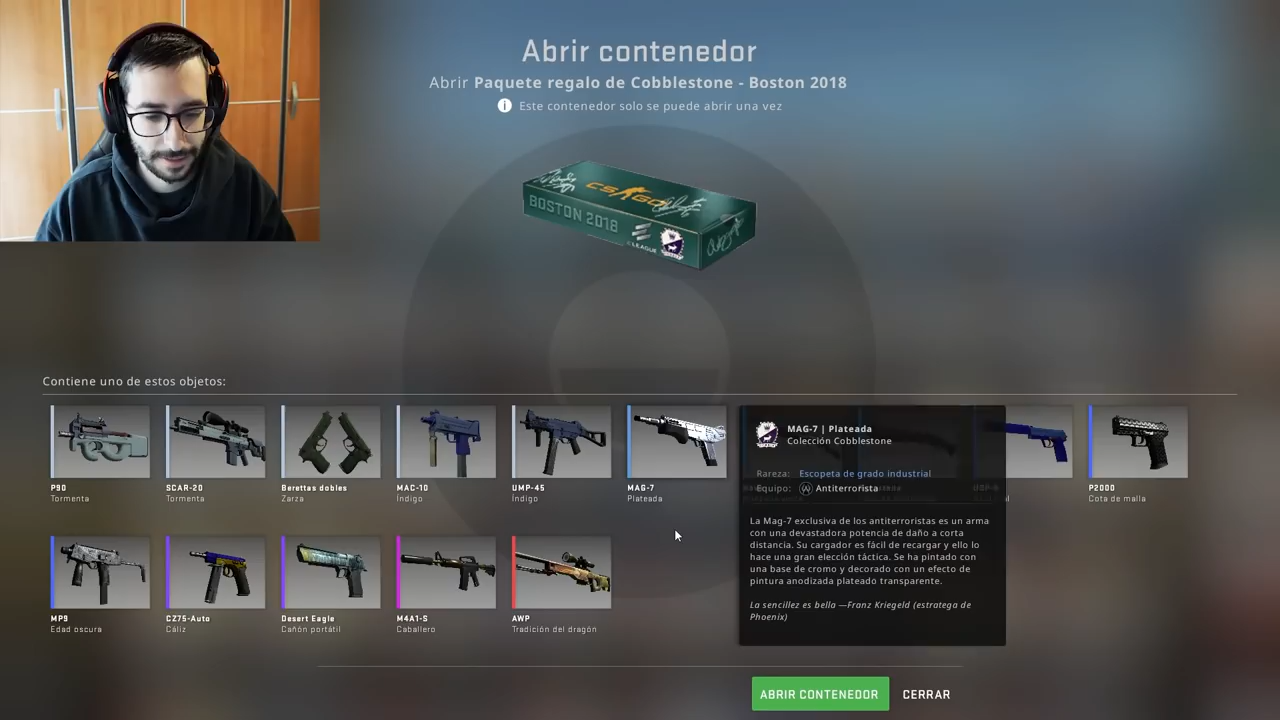 Abrir contenedor
Abrir Paquete regalo de Cobblestone - Boston 2018
Este contenedor solo se puede abrir una vez
CS GO
BOSTON 2018
ELEAGUE
Contiene uno de estos objetos:
P90
Tormenta
SCAR-20
Tormenta
Berettas dobles
Zarza
MAC-10
Índigo
UMP-45
Índigo
MAG-7
Plateada
P2000
Cota de malla
MAG-7 | Plateada
Colección Cobblestone
Rareza: Escopeta de grado industrial
Equipo: Antiterrorista
La Mag-7 exclusiva de los antiterroristas es un arma
con una devastadora potencia de daño a corta
distancia. Su cargador es fácil de recargar y ello lo
hace una gran elección táctica. Se ha pintado con
una base de cromo y decorado con un efecto de
pintura anodizada plateado transparente.
La sencillez es bella —Franz Kriegeld (estratega de
Phoenix)
MP9
Edad oscura
CZ75-Auto
Cáliz
Desert Eagle
Cañón portátil
M4A1-S
Caballero
AWP
Tradición del dragón
ABRIR CONTENEDOR
CERRAR